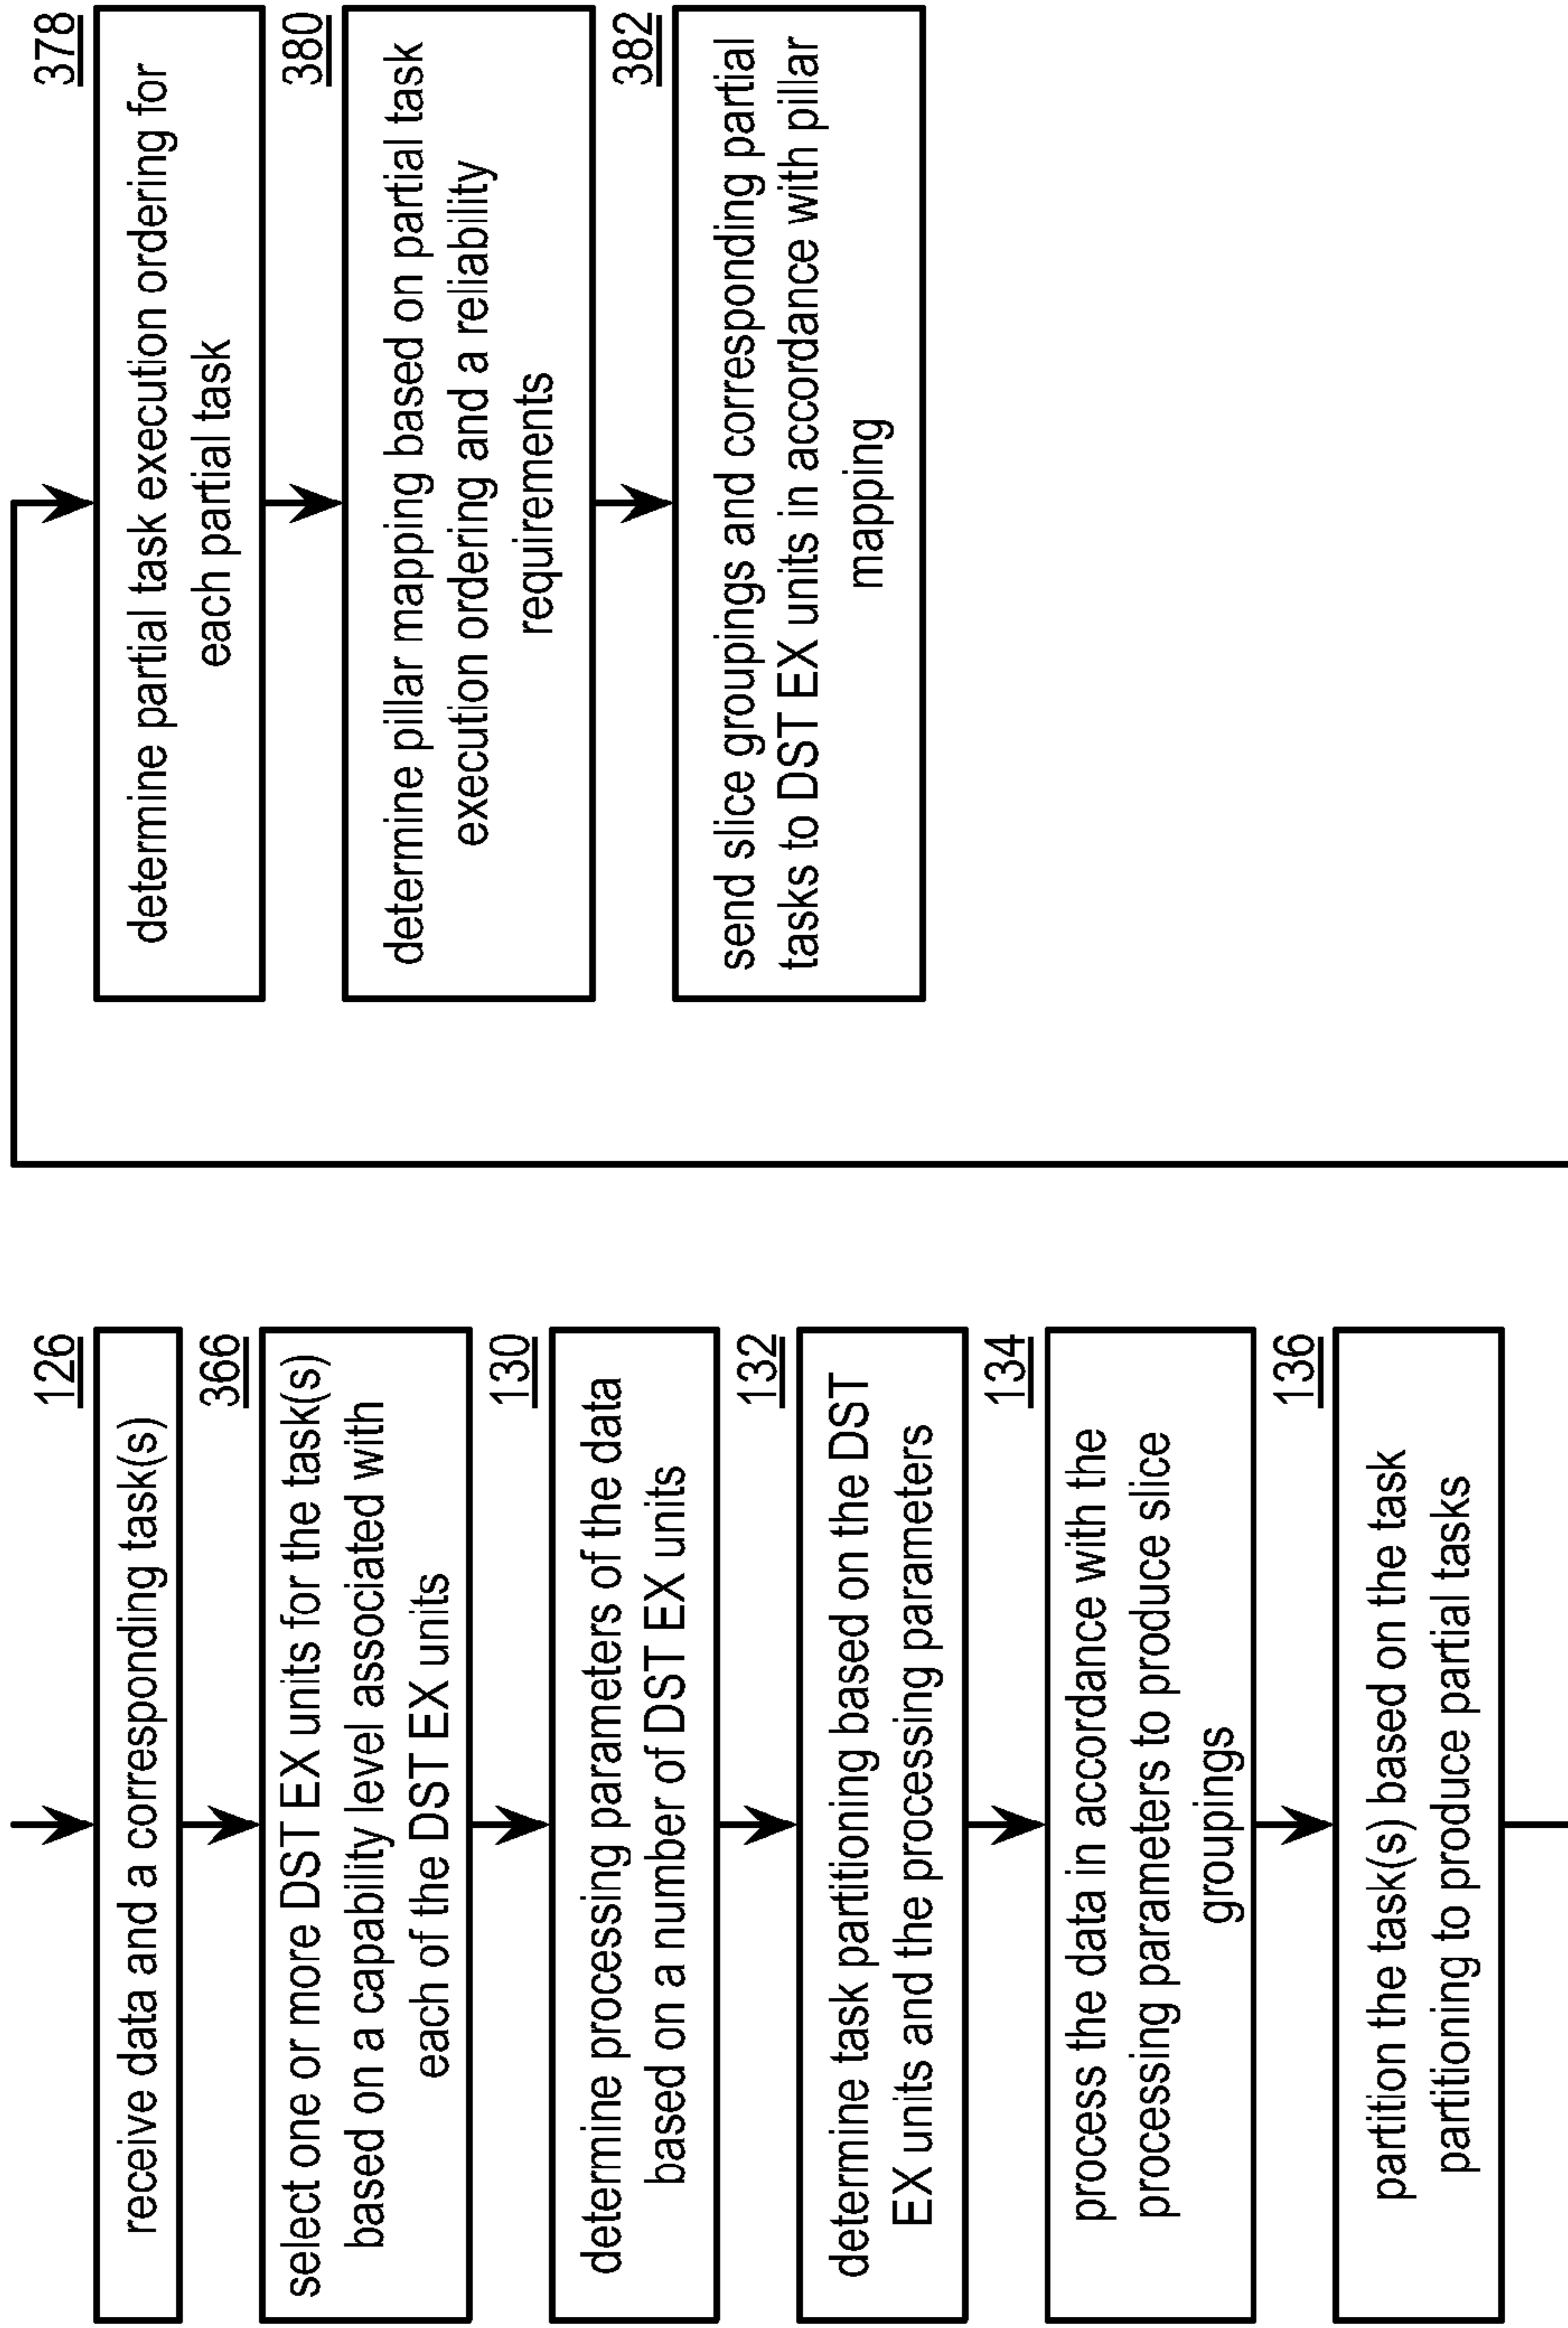 126
receive data and a corresponding task(s)
366
select one or more DST EX units for the task(s)
based on a capability level associated with
each of the DST EX units
130
determine processing parameters of the data
based on a number of DST EX units
132
determine task partitioning based on the DST
EX units and the processing parameters
134
process the data in accordance with the
processing parameters to produce slice
groupings
136
partition the task(s) based on the task
partitioning to produce partial tasks
378
determine partial task execution ordering for
each partial task
380
determine pillar mapping based on partial task
execution ordering and a reliability
requirements
382
send slice groupings and corresponding partial
tasks to DST EX units in accordance with pillar
mapping